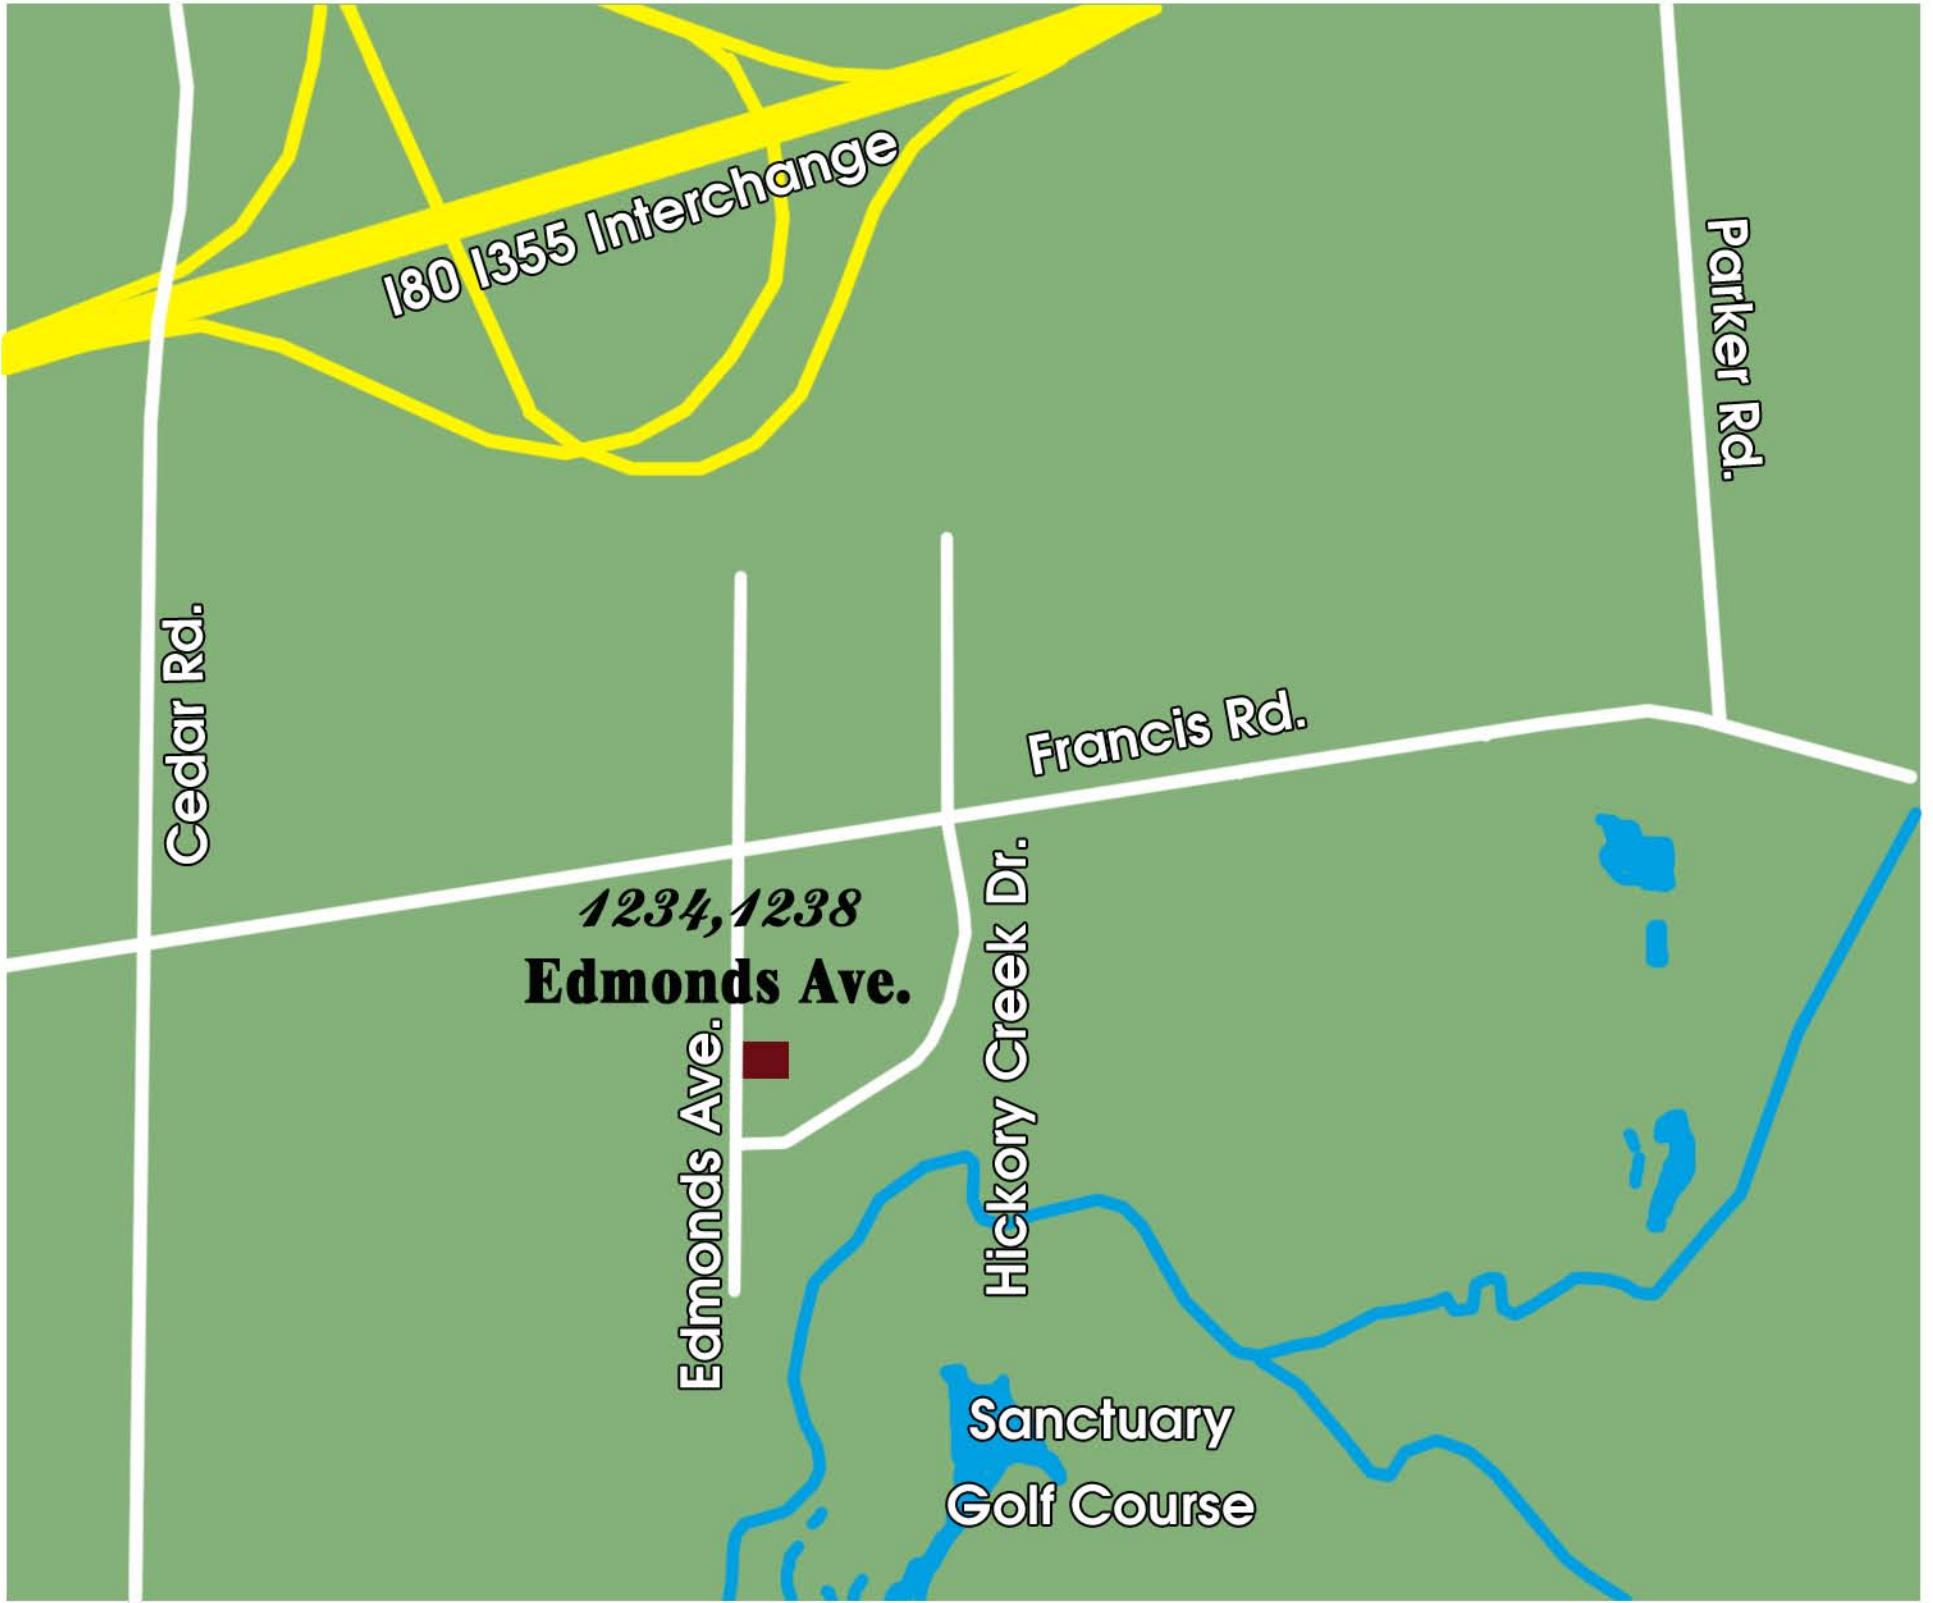 I80 I355 Interchange
Parker Rd.
Cedar Rd.
Francis Rd.
1234,1238
Edmonds Ave.
Edmonds Ave.
Hickory Creek Dr.
Sanctuary
Golf Course